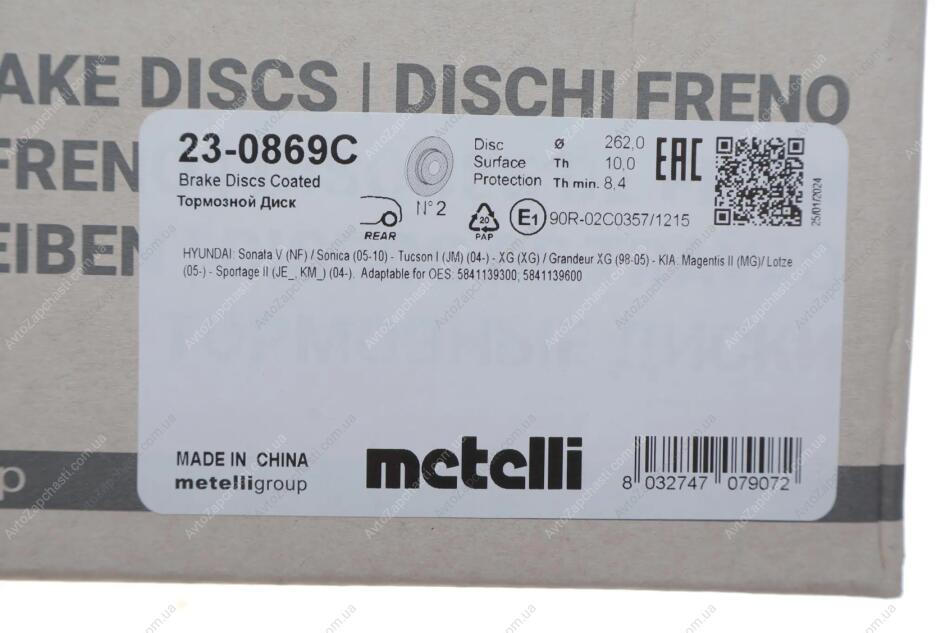 AKE DISCS | DISCHI FRENO
FREN
EIBEN
23-0869C
Brake Discs Coated
Тормозной Диск
Disc
Surface
Protection
Ø 262,0
Th 10,0
Th min. 8,4
EAC
25/01/2024
REAR
N°2
20
PAP
E1 90R-02C0357/1215
HYUNDAI: Sonata V (NF) / Sonica (05-10) - Tucson I (JM) (04-) - XG (XG) / Grandeur XG (98-05) - KIA: Magentis II (MG)/ Lotze
(05-) - Sportage II (JE_, KM_) (04-). Adaptable for OES: 5841139300; 5841139600
MADE IN CHINA
metelligroup
metelli
8 032747 079072
p
AvtoZapchasti.com.ua